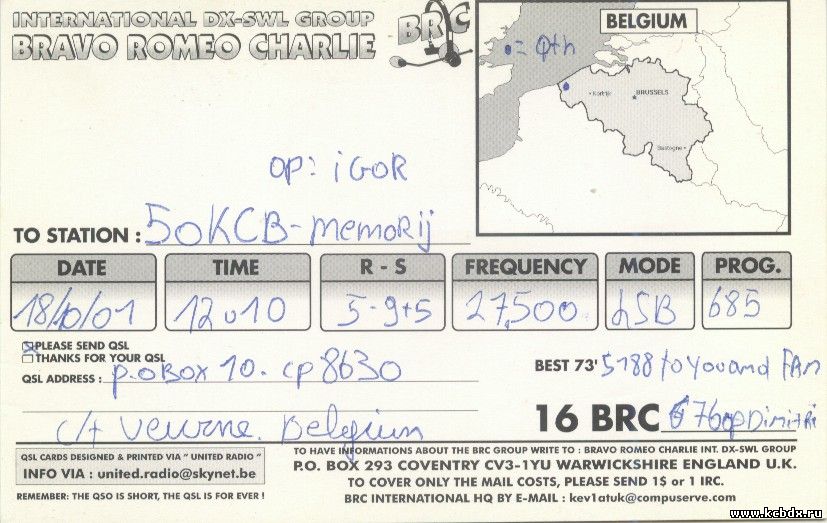 INTERNATIONAL DX-SWL GROUP
BRAVO ROMEO CHARLIE
BRC
BELGIUM
= Qth
Kortrijk
BRUSSELS
Bastogne
op: iGOR
TO STATION : 50KCB-memorij
DATE TIME R - S FREQUENCY MODE PROG.
18/10/01 12u10 5-9+5 27,500 LSB 685
PLEASE SEND QSL
THANKS FOR YOUR QSL
QSL ADDRESS : p.o Box 10. cp 8630
c/t Veurne. Belgium
BEST 73' 5188 to You and FAM
16 BRC 676 op Dimitri
QSL CARDS DESIGNED & PRINTED VIA " UNITED RADIO "
INFO VIA : united.radio@skynet.be
REMEMBER: THE QSO IS SHORT, THE QSL IS FOR EVER !
TO HAVE INFORMATIONS ABOUT THE BRC GROUP WRITE TO : BRAVO ROMEO CHARLIE INT. DX-SWL GROUP
P.O. BOX 293 COVENTRY CV3-1YU WARWICKSHIRE ENGLAND U.K.
TO COVER ONLY THE MAIL COSTS, PLEASE SEND 1$ or 1 IRC.
BRC INTERNATIONAL HQ BY E-MAIL : kev1atuk@compuserve.com
www.kcbdx.ru